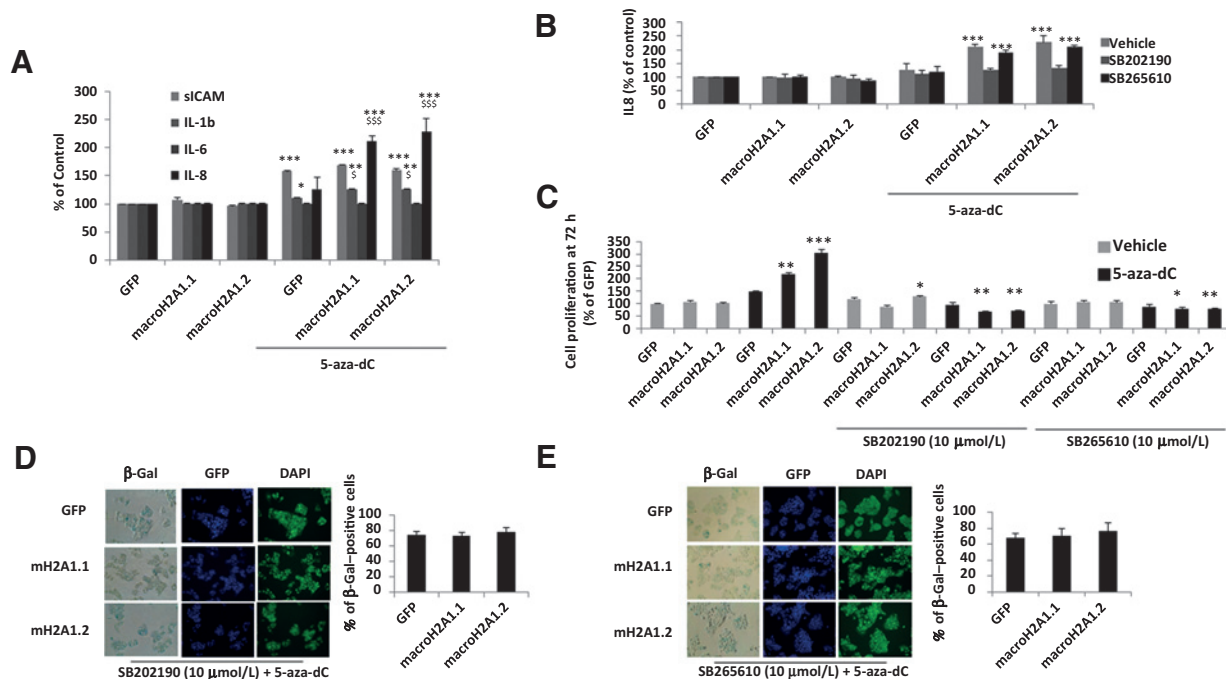 A
% of Control
300
250
200
150
100
50
0
sICAM
IL-1b
IL-6
IL-8
***
*
***
**
$
***
$$$
***
**
$
***
$$$
GFP
macroH2A1.1
macroH2A1.2
GFP
macroH2A1.1
macroH2A1.2
5-aza-dC
B
IL8 (% of control)
300
250
200
150
100
50
0
***
***
***
***
Vehicle
SB202190
SB265610
GFP
macroH2A1.1
macroH2A1.2
GFP
macroH2A1.1
macroH2A1.2
5-aza-dC
C
Cell proliferation at 72 h
(% of GFP)
350
300
250
200
150
100
50
0
**
***
*
**
**
*
**
Vehicle
5-aza-dC
GFP
macroH2A1.1
macroH2A1.2
GFP
macroH2A1.1
macroH2A1.2
GFP
macroH2A1.1
macroH2A1.2
GFP
macroH2A1.1
macroH2A1.2
GFP
macroH2A1.1
macroH2A1.2
GFP
macroH2A1.1
macroH2A1.2
SB202190 (10 μmol/L)
SB265610 (10 μmol/L)
D
β-Gal
GFP
DAPI
GFP
mH2A1.1
mH2A1.2
SB202190 (10 μmol/L) + 5-aza-dC
% of β-Gal–positive cells
100
80
60
40
20
0
GFP
macroH2A1.1
macroH2A1.2
E
β-Gal
GFP
DAPI
GFP
mH2A1.1
mH2A1.2
SB265610 (10 μmol/L) + 5-aza-dC
% of β-Gal–positive cells
100
80
60
40
20
0
GFP
macroH2A1.1
macroH2A1.2